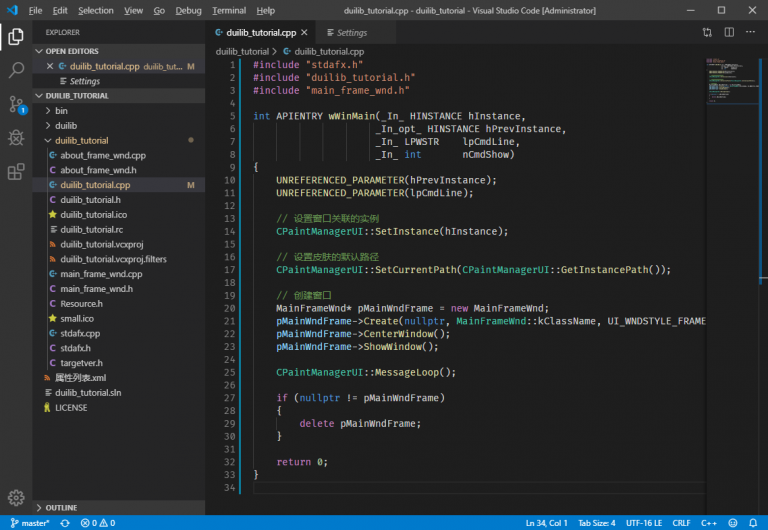 File Edit Selection View Go Debug Terminal Help duilib_tutorial.cpp - duilib_tutorial - Visual Studio Code [Administrator]
EXPLORER
OPEN EDITORS
duilib_tutorial.cpp duilib_tut... M
Settings
DUILIB_TUTORIAL
bin
duilib
duilib_tutorial
about_frame_wnd.cpp
about_frame_wnd.h
duilib_tutorial.cpp M
duilib_tutorial.h
duilib_tutorial.ico
duilib_tutorial.rc
duilib_tutorial.vcxproj
duilib_tutorial.vcxproj.filters
main_frame_wnd.cpp
main_frame_wnd.h
Resource.h
small.ico
stdafx.cpp
stdafx.h
targetver.h
属性列表.xml
duilib_tutorial.sln
LICENSE
OUTLINE
1
duilib_tutorial.cpp Settings
duilib_tutorial > duilib_tutorial.cpp
1 #include "stdafx.h"
2 #include "duilib_tutorial.h"
3 #include "main_frame_wnd.h"
4
5 int APIENTRY wWinMain(_In_ HINSTANCE hInstance,
6 _In_opt_ HINSTANCE hPrevInstance,
7 _In_ LPWSTR lpCmdLine,
8 _In_ int nCmdShow)
9 {
10 UNREFERENCED_PARAMETER(hPrevInstance);
11 UNREFERENCED_PARAMETER(lpCmdLine);
12
13 // 设置窗口关联的实例
14 CPaintManagerUI::SetInstance(hInstance);
15
16 // 设置皮肤的默认路径
17 CPaintManagerUI::SetCurrentPath(CPaintManagerUI::GetInstancePath());
18
19 // 创建窗口
20 MainFrameWnd* pMainWndFrame = new MainFrameWnd;
21 pMainWndFrame->Create(nullptr, MainFrameWnd::kClassName, UI_WNDSTYLE_FRAME
22 pMainWndFrame->CenterWindow();
23 pMainWndFrame->ShowWindow();
24
25 CPaintManagerUI::MessageLoop();
26
27 if (nullptr != pMainWndFrame)
28 {
29 delete pMainWndFrame;
30 }
31
32 return 0;
33 }
34
master* 0 0 Ln 34, Col 1 Tab Size: 4 UTF-16 LE CRLF C++